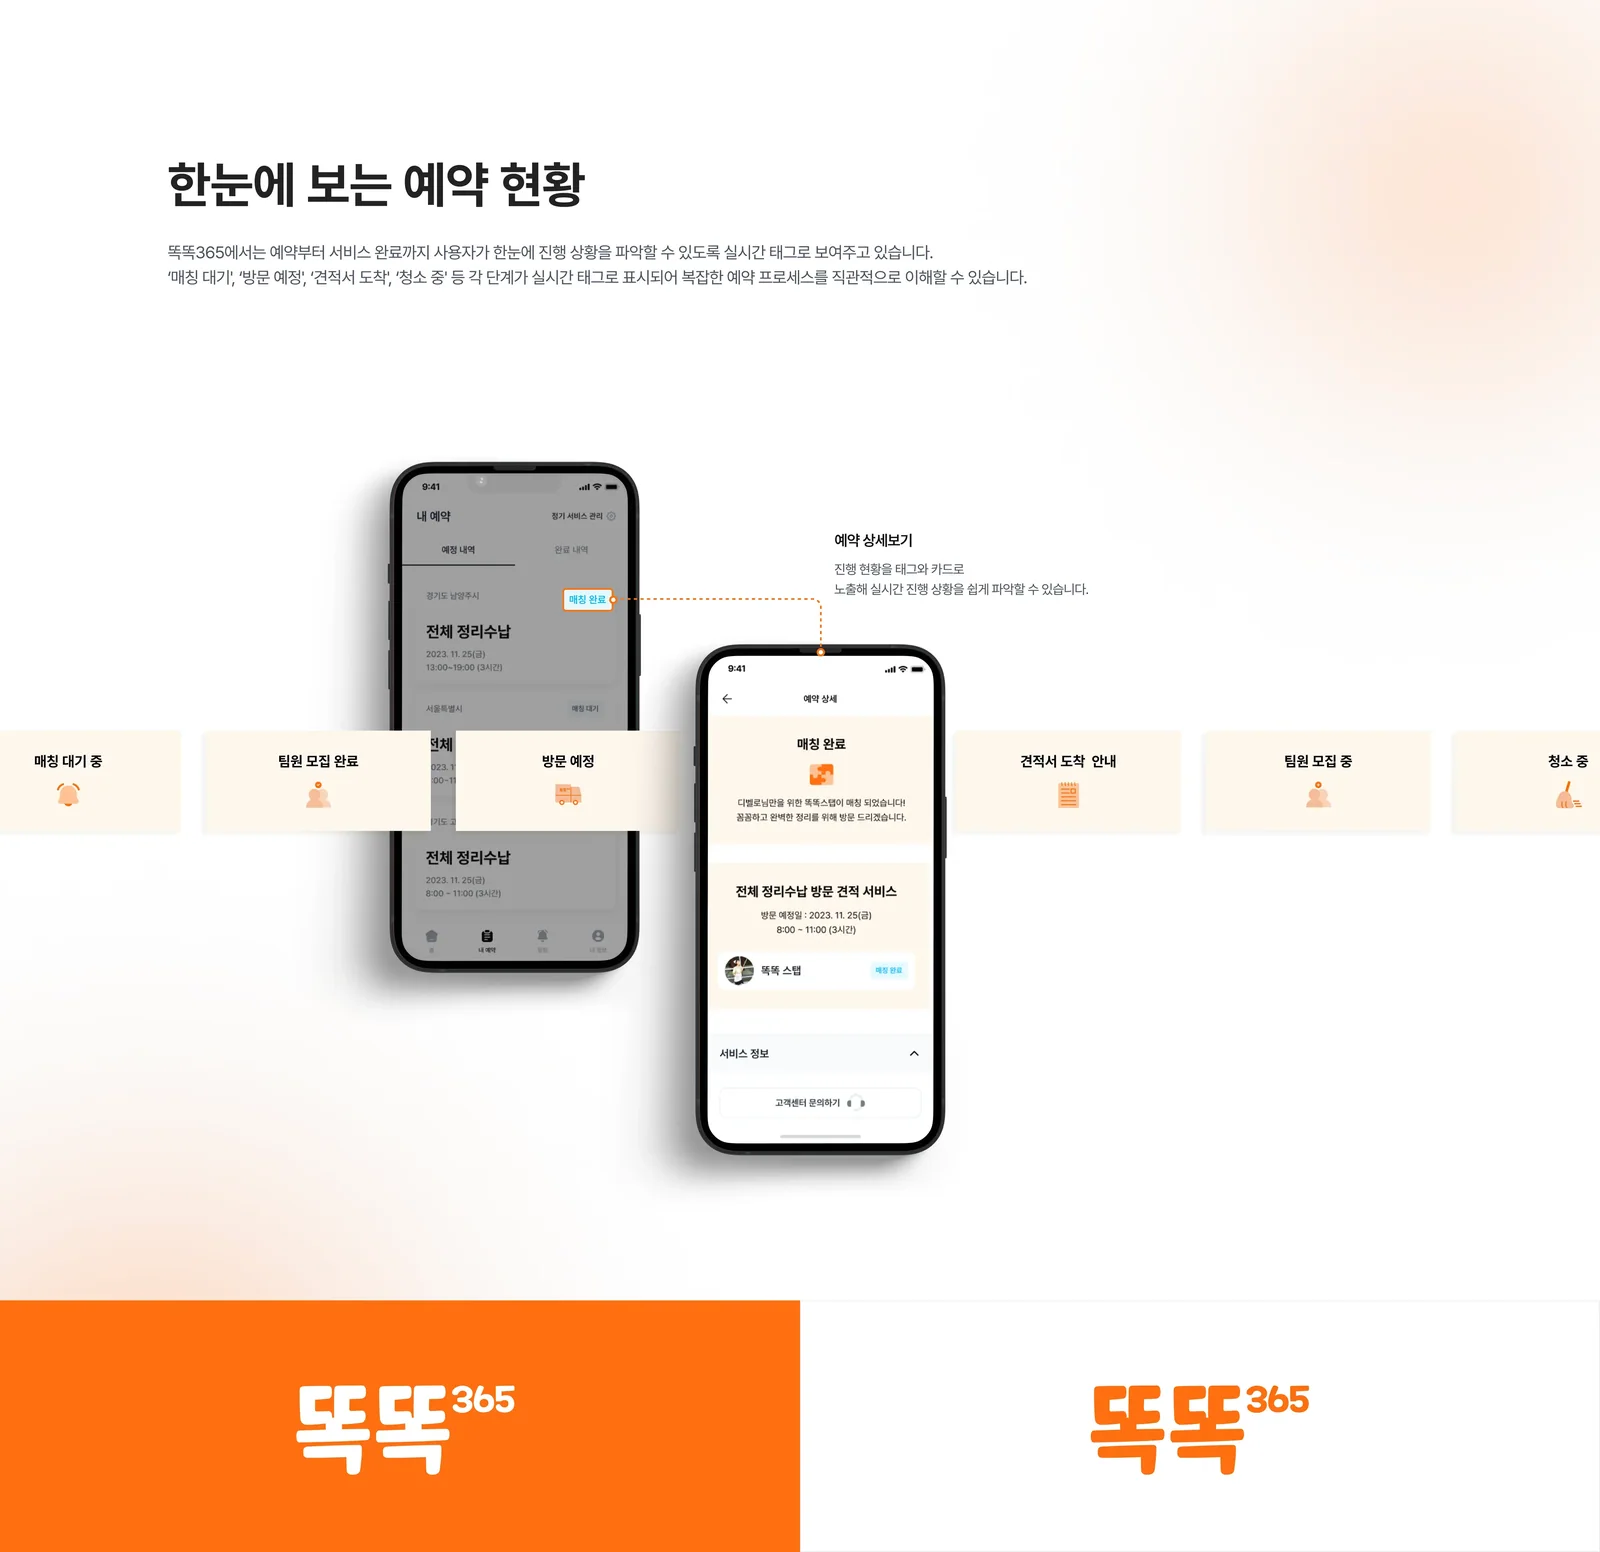 한눈에 보는 예약 현황
똑똑365에서는 예약부터 서비스 완료까지 사용자가 한눈에 진행 상황을 파악할 수 있도록 실시간 태그로 보여주고 있습니다.
‘매칭 대기', ‘방문 예정', ‘견적서 도착', ‘청소 중' 등 각 단계가 실시간 태그로 표시되어 복잡한 예약 프로세스를 직관적으로 이해할 수 있습니다.
9:41
내 예약
정기 서비스 관리
예정 내역
완료 내역
경기도 남양주시
매칭 완료
전체 정리수납
2023. 11. 25(금)
13:00~19:00 (3시간)
서울특별시
매칭 대기
전체 정리수납
2023. 11. 25(금)
8:00 ~ 11:00 (3시간)
내 예약
예약 상세보기
진행 현황을 태그와 카드로
노출해 실시간 진행 상황을 쉽게 파악할 수 있습니다.
매칭 대기 중
팀원 모집 완료
방문 예정
견적서 도착 안내
팀원 모집 중
청소 중
9:41
예약 상세
매칭 완료
디벨로님만을 위한 똑똑스탭이 매칭 되었습니다!
꼼꼼하고 완벽한 정리를 위해 방문 드리겠습니다.
전체 정리수납 방문 견적 서비스
방문 예정일 : 2023. 11. 25(금)
8:00 ~ 11:00 (3시간)
똑똑 스탭
매칭 완료
서비스 정보
고객센터 문의하기
똑똑365
똑똑365